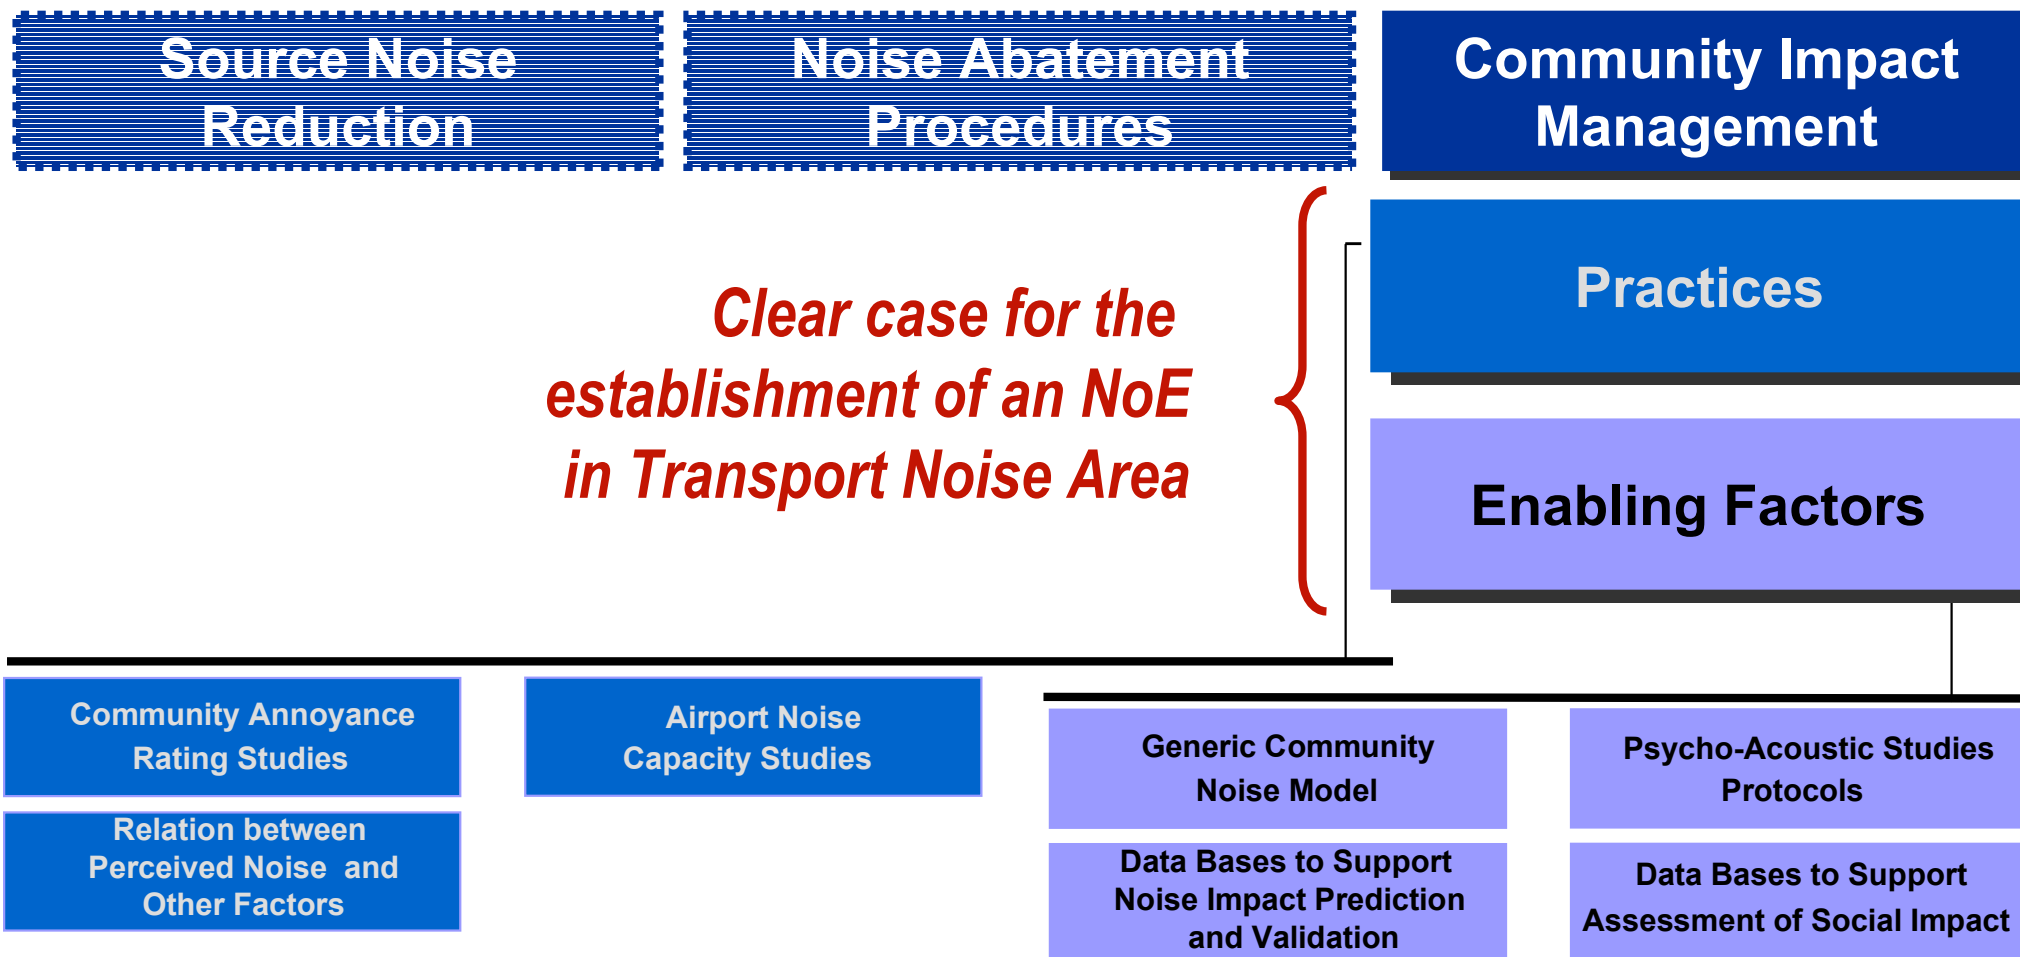 Source Noise
Reduction
Noise Abatement
Procedures
Community Impact
Management
Practices
Clear case for the
establishment of an NoE
in Transport Noise Area
Enabling Factors
Community Annoyance
Rating Studies
Airport Noise
Capacity Studies
Generic Community
Noise Model
Psycho-Acoustic Studies
Protocols
Relation between
Perceived Noise and
Other Factors
Data Bases to Support
Noise Impact Prediction
and Validation
Data Bases to Support
Assessment of Social Impact